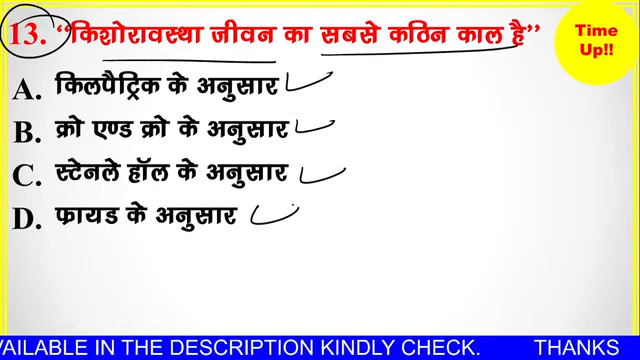 13. “किशोरावस्था जीवन का सबसे कठिन काल है”
Time Up!!
A. किलपैट्रिक के अनुसार
B. क्रो एण्ड क्रो के अनुसार
C. स्टेनले हॉल के अनुसार
D. फ्रायड के अनुसार
VAILABLE IN THE DESCRIPTION KINDLY CHECK. THANKS